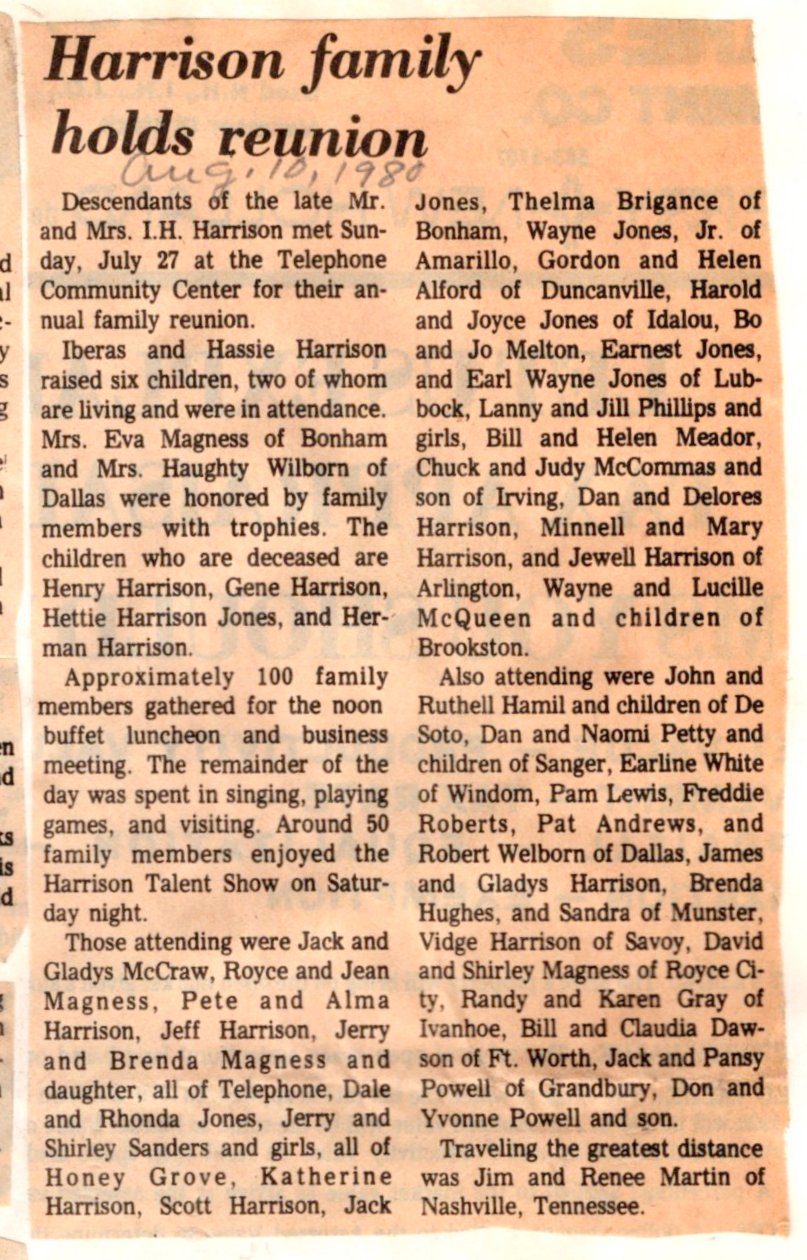 Harrison family
holds reunion
Aug. 10, 1980
Descendants of the late Mr.
and Mrs. I.H. Harrison met Sun-
day, July 27 at the Telephone
Community Center for their an-
nual family reunion.
Iberas and Hassie Harrison
raised six children, two of whom
are living and were in attendance.
Mrs. Eva Magness of Bonham
and Mrs. Haughty Wilborn of
Dallas were honored by family
members with trophies. The
children who are deceased are
Henry Harrison, Gene Harrison,
Hettie Harrison Jones, and Her-
man Harrison.
Approximately 100 family
members gathered for the noon
buffet luncheon and business
meeting. The remainder of the
day was spent in singing, playing
games, and visiting. Around 50
family members enjoyed the
Harrison Talent Show on Satur-
day night.
Those attending were Jack and
Gladys McCraw, Royce and Jean
Magness, Pete and Alma
Harrison, Jeff Harrison, Jerry
and Brenda Magness and
daughter, all of Telephone, Dale
and Rhonda Jones, Jerry and
Shirley Sanders and girls, all of
Honey Grove, Katherine
Harrison, Scott Harrison, Jack
Jones, Thelma Brigance of
Bonham, Wayne Jones, Jr. of
Amarillo, Gordon and Helen
Alford of Duncanville, Harold
and Joyce Jones of Idalou, Bo
and Jo Melton, Earnest Jones,
and Earl Wayne Jones of Lub-
bock, Lanny and Jill Phillips and
girls, Bill and Helen Meador,
Chuck and Judy McCommas and
son of Irving, Dan and Delores
Harrison, Minnell and Mary
Harrison, and Jewell Harrison of
Arlington, Wayne and Lucille
McQueen and children of
Brookston.
Also attending were John and
Ruthell Hamil and children of De
Soto, Dan and Naomi Petty and
children of Sanger, Earline White
of Windom, Pam Lewis, Freddie
Roberts, Pat Andrews, and
Robert Welborn of Dallas, James
and Gladys Harrison, Brenda
Hughes, and Sandra of Munster,
Vidge Harrison of Savoy, David
and Shirley Magness of Royce Ci-
ty, Randy and Karen Gray of
Ivanhoe, Bill and Claudia Daw-
son of Ft. Worth, Jack and Pansy
Powell of Grandbury, Don and
Yvonne Powell and son.
Traveling the greatest distance
was Jim and Renee Martin of
Nashville, Tennessee.